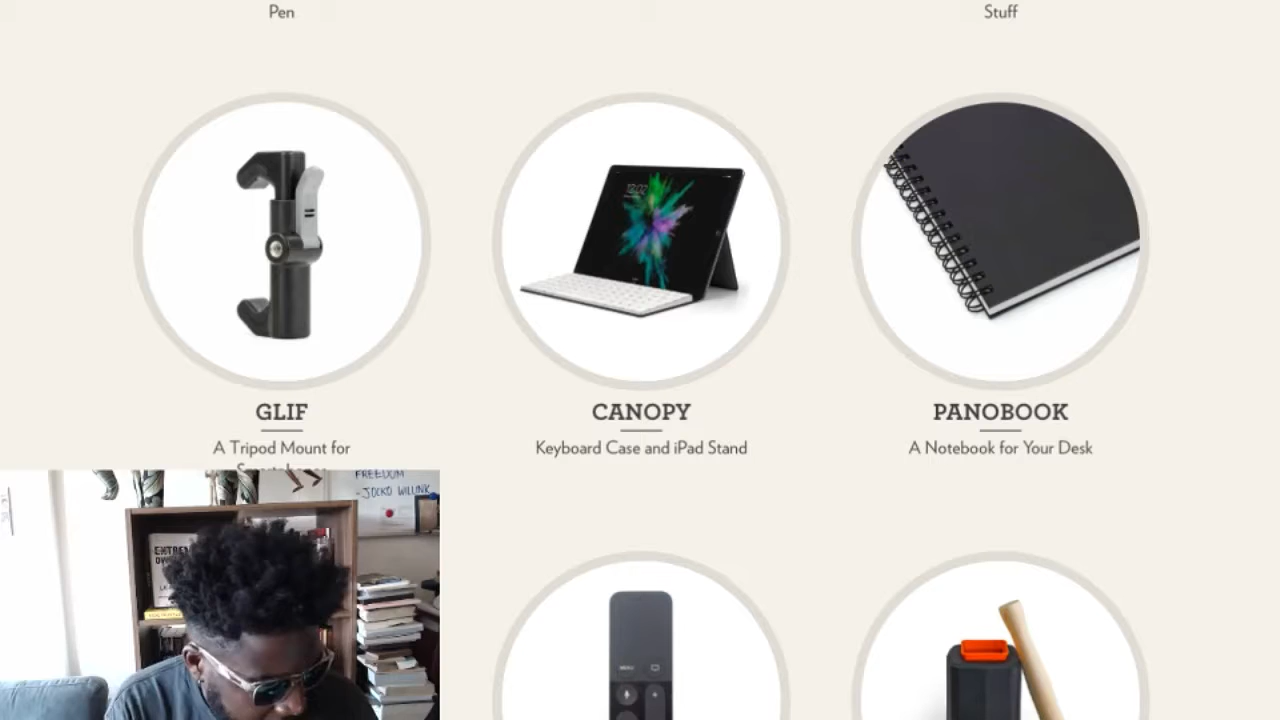 Pen
Stuff
GLIF
CANOPY
PANOBOOK
A Tripod Mount for
Keyboard Case and iPad Stand
A Notebook for Your Desk
FREEDOM
-JOCKO WILLINK
MENU